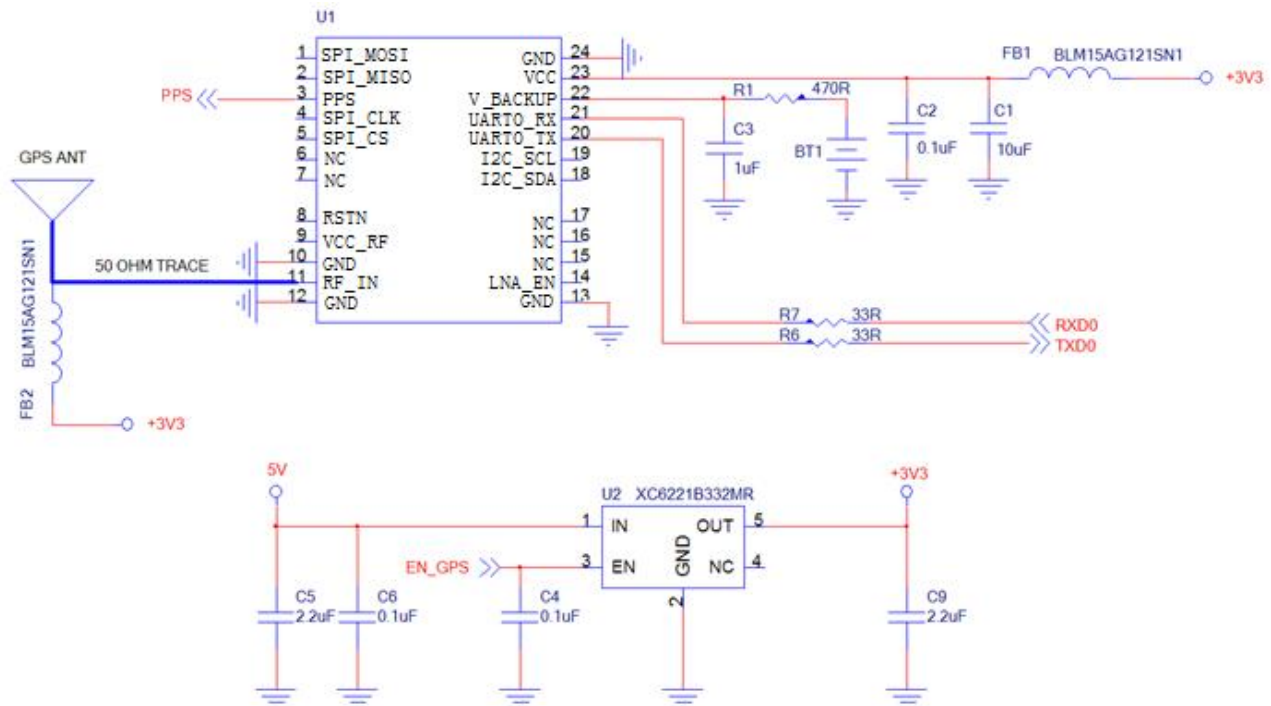 U1
1 SPI_MOSI
2 SPI_MISO
PPS 3 PPS
4 SPI_CLK
5 SPI_CS
6 NC
7 NC
8 RSTN
9 VCC_RF
10 GND
11 RF_IN
12 GND
GND 24
VCC 23
V_BACKUP 22
UART0_RX 21
UART0_TX 20
I2C_SCL 19
I2C_SDA 18
NC 17
NC 16
NC 15
LNA_EN 14
GND 13
FB1 BLM15AG121SN1
+3V3
R1 470R
C3
1uF
BT1
C2
0.1uF
C1
10uF
GPS ANT
50 OHM TRACE
BLM15AG121SN1
FB2
+3V3
R7 33R RXD0
R6 33R TXD0
5V
U2 XC6221B332MR
+3V3
1 IN OUT 5
EN_GPS 3 EN GND NC 4
2
C5
2.2uF
C6
0.1uF
C4
0.1uF
C9
2.2uF